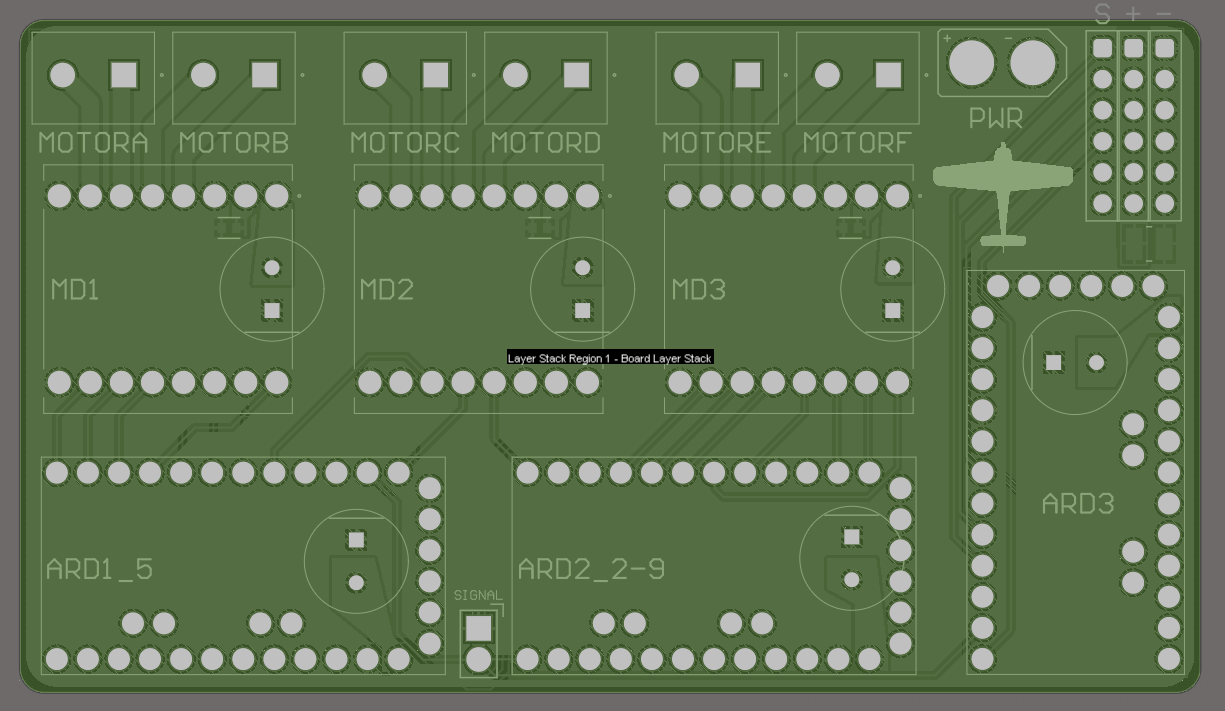 S + -
+ -
PWR
MOTORA MOTORB MOTORC MOTORD MOTORE MOTORF
MD1 MD2 MD3
Layer Stack Region 1 - Board Layer Stack
ARD3
ARD1_5 ARD2_2-9
SIGNAL